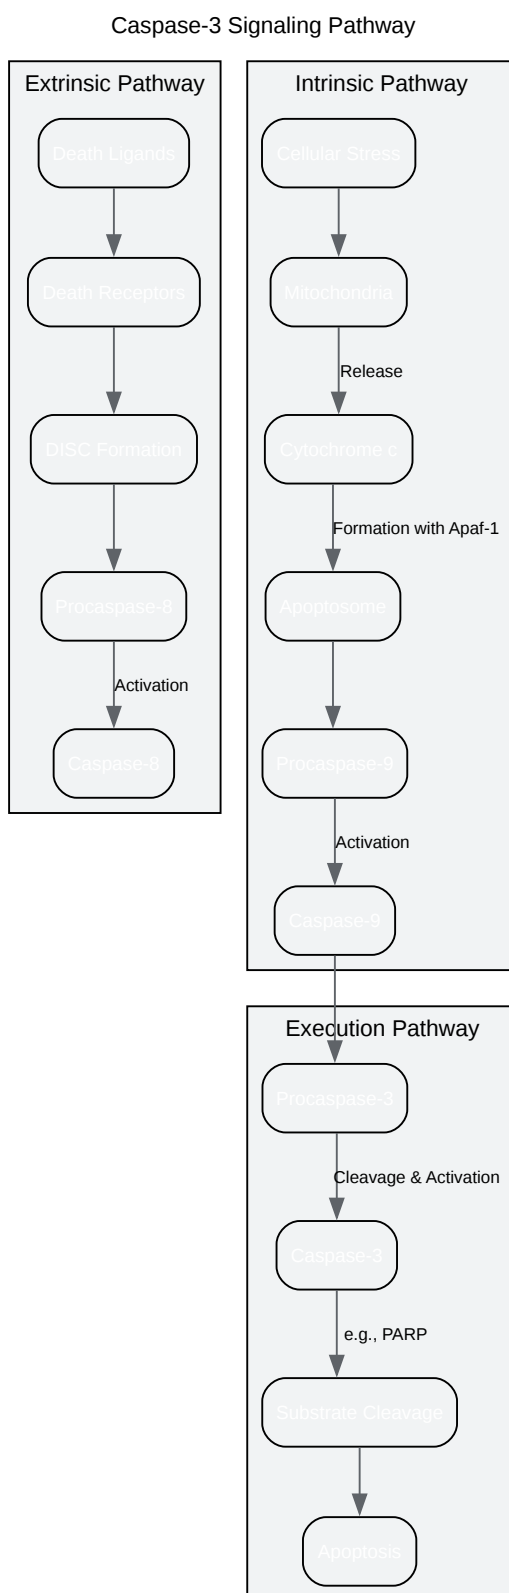 Caspase-3 Signaling Pathway
Extrinsic Pathway
Death Ligands
Death Receptors
DISC Formation
Procaspase-8
Activation
Caspase-8
Intrinsic Pathway
Cellular Stress
Mitochondria
Release
Cytochrome c
Formation with Apaf-1
Apoptosome
Procaspase-9
Activation
Caspase-9
Execution Pathway
Procaspase-3
Cleavage & Activation
Caspase-3
e.g., PARP
Substrate Cleavage
Apoptosis